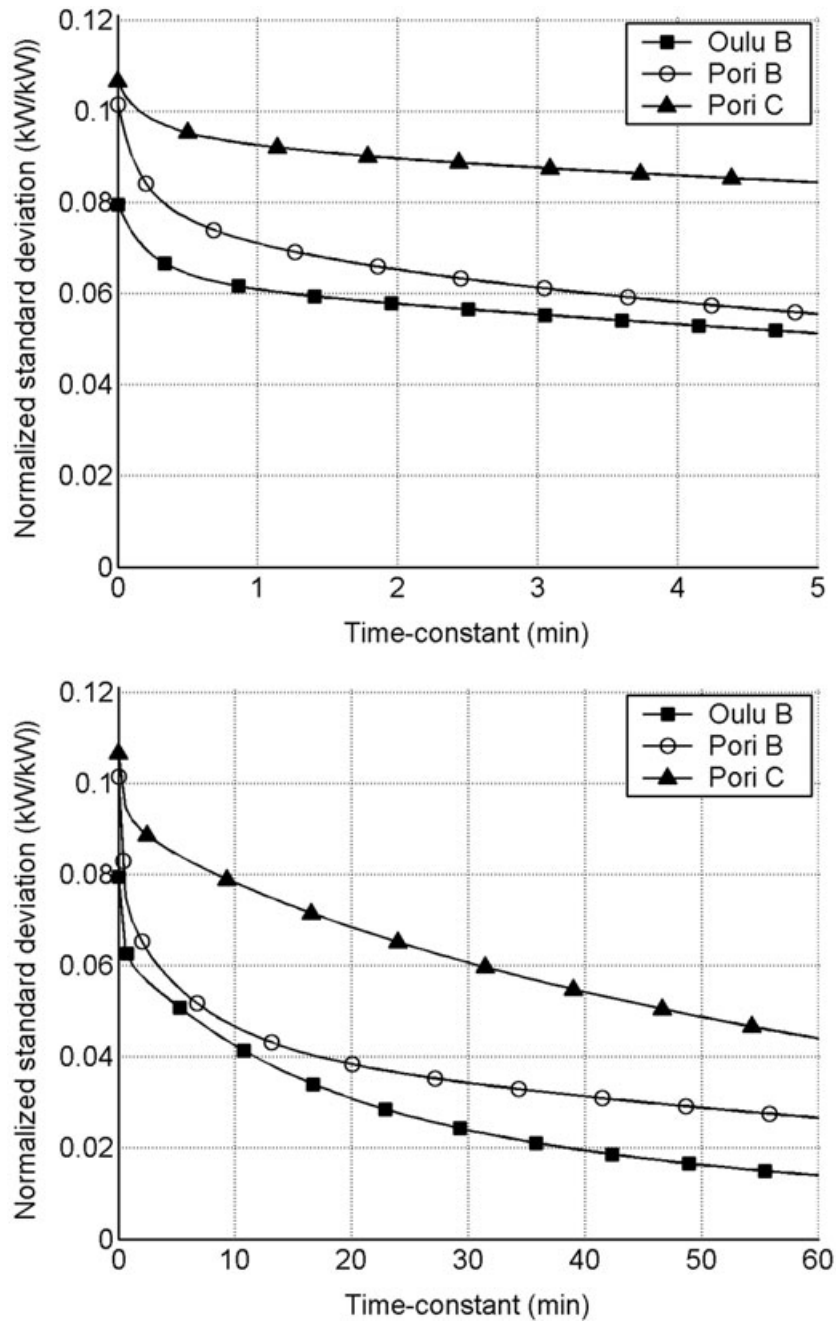 0.12
0.1
0.08
0.06
0.04
0.02
0
Normalized standard deviation (kW/kW))
Oulu B
Pori B
Pori C
0 1 2 3 4 5
Time-constant (min)
0.12
0.1
0.08
0.06
0.04
0.02
0
Normalized standard deviation (kW/kW))
Oulu B
Pori B
Pori C
0 10 20 30 40 50 60
Time-constant (min)